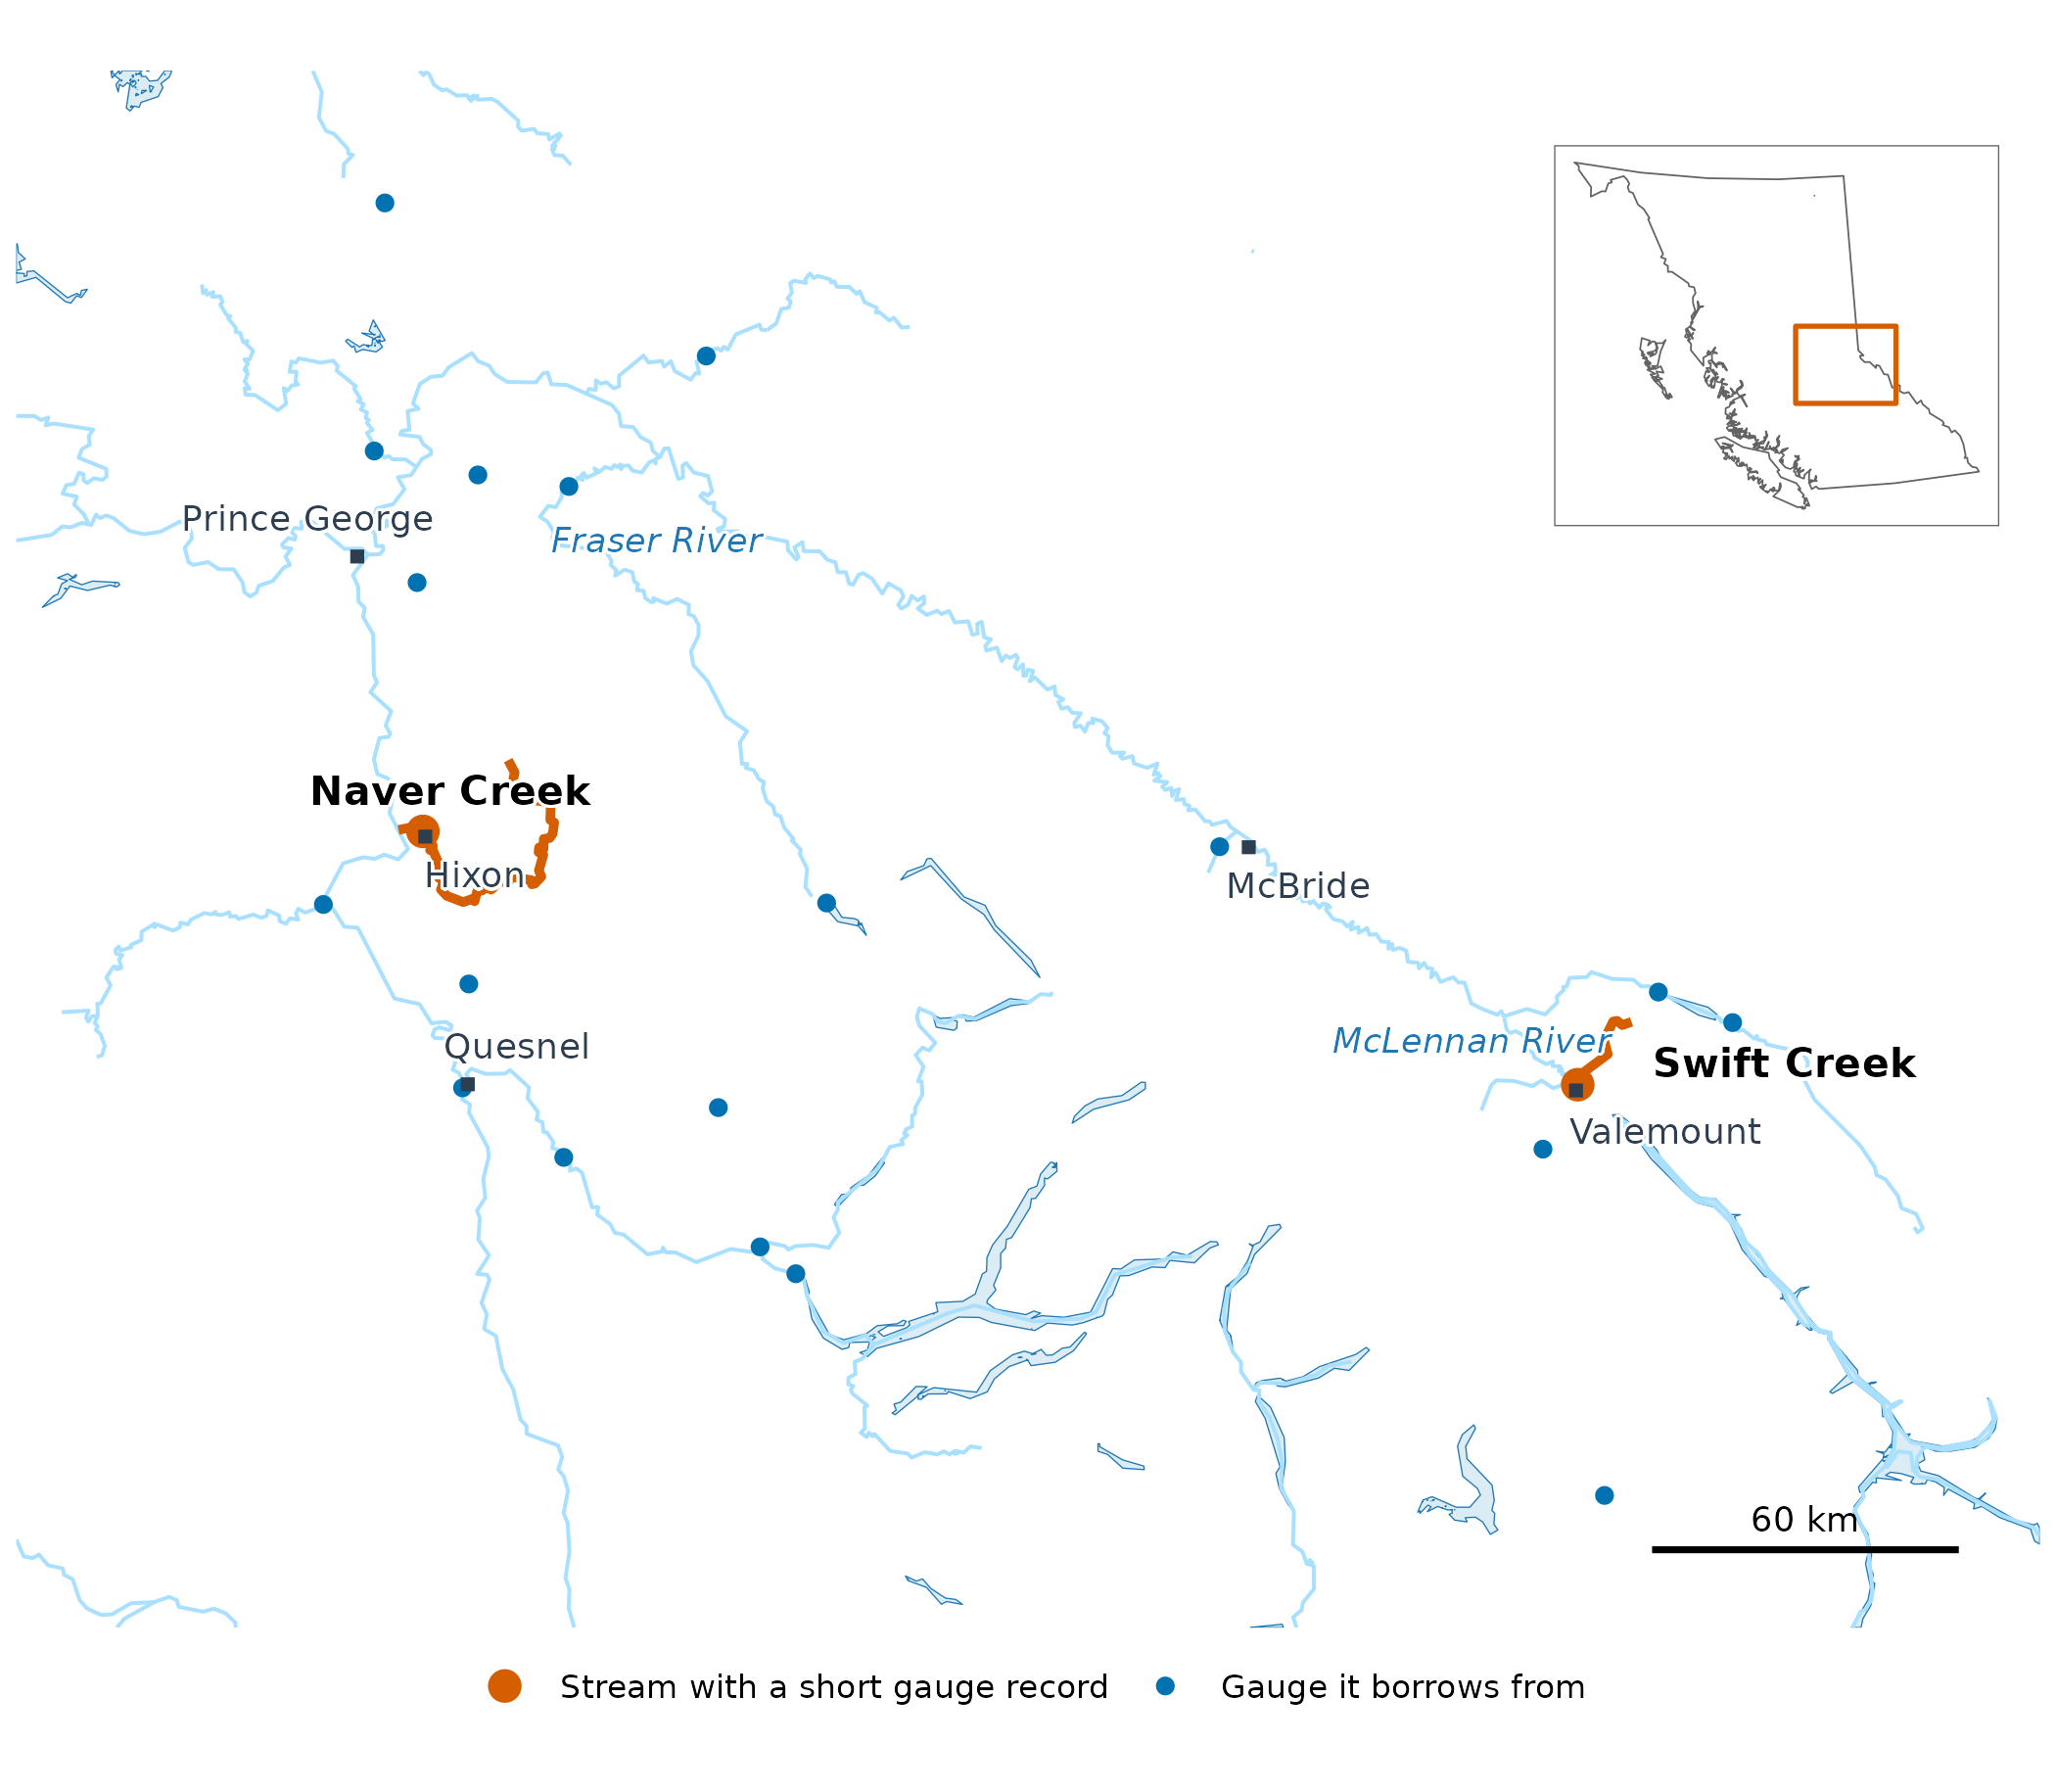 Prince George
Fraser River
Naver Creek
Hixon
McBride
Quesnel
McLennan River
Swift Creek
Valemount
60 km
Stream with a short gauge record
Gauge it borrows from